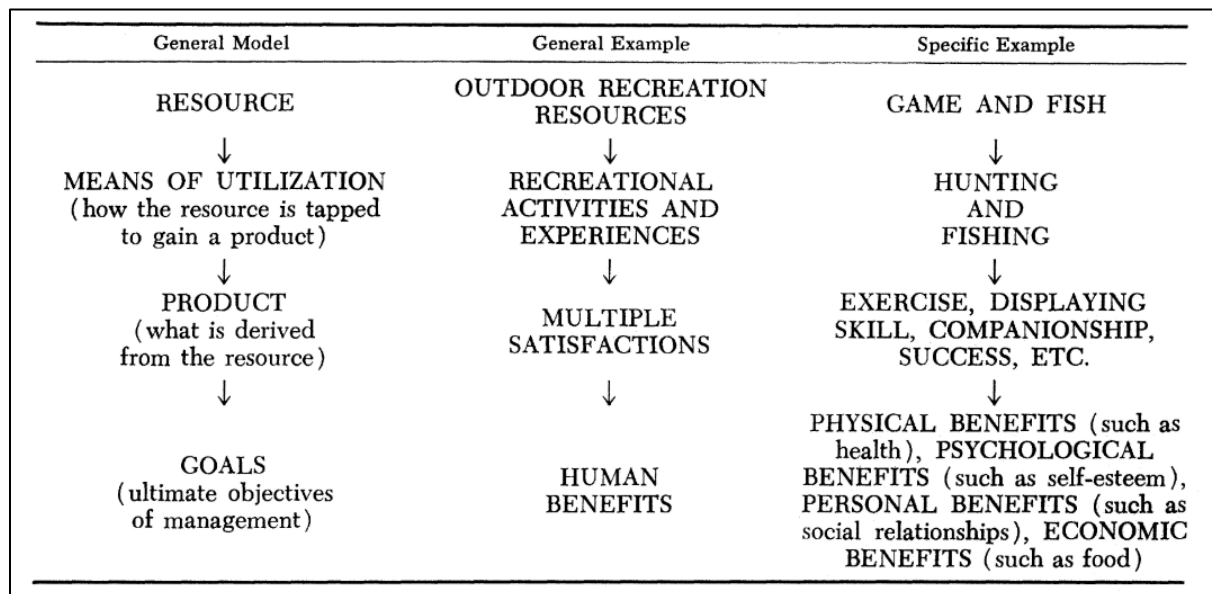 General Model
General Example
Specific Example
RESOURCE
OUTDOOR RECREATION
RESOURCES
GAME AND FISH
↓
↓
↓
MEANS OF UTILIZATION
(how the resource is tapped
to gain a product)
RECREATIONAL
ACTIVITIES AND
EXPERIENCES
HUNTING
AND
FISHING
↓
↓
↓
PRODUCT
(what is derived
from the resource)
MULTIPLE
SATISFACTIONS
EXERCISE, DISPLAYING
SKILL, COMPANIONSHIP,
SUCCESS, ETC.
↓
↓
↓
GOALS
(ultimate objectives
of management)
HUMAN
BENEFITS
PHYSICAL BENEFITS (such as
health), PSYCHOLOGICAL
BENEFITS (such as self-esteem),
PERSONAL BENEFITS (such as
social relationships), ECONOMIC
BENEFITS (such as food)